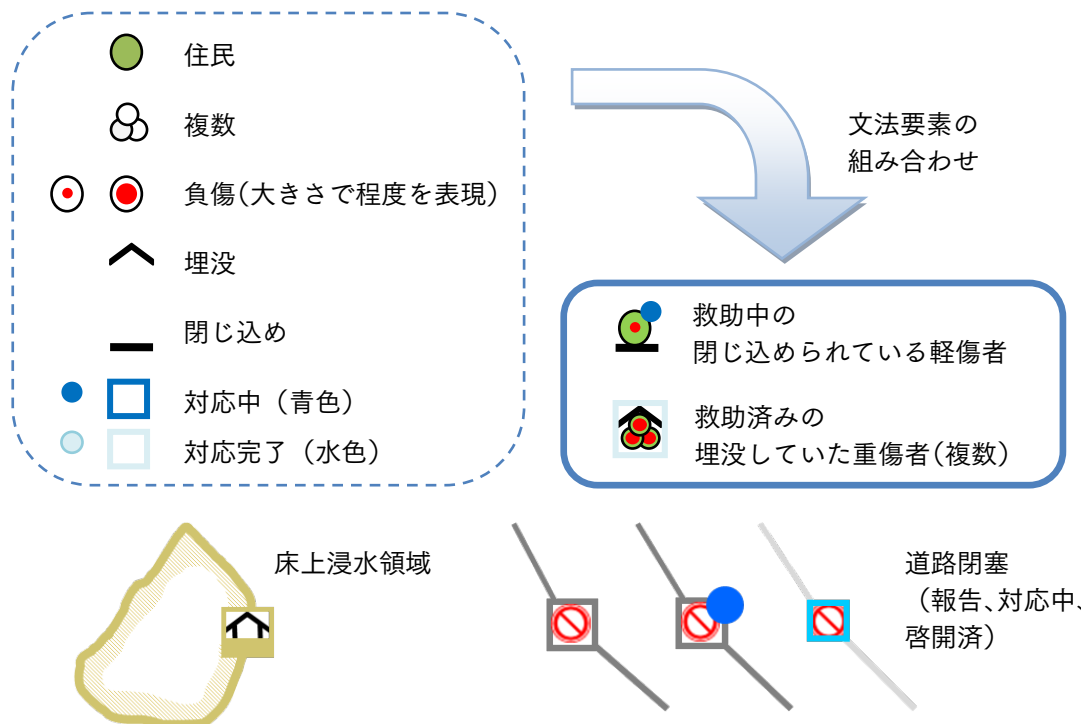 住民
複数
負傷(大きさで程度を表現)
埋没
閉じ込め
対応中（青色）
対応完了（水色）
文法要素の
組み合わせ
救助中の
閉じ込められている軽傷者
救助済みの
埋没していた重傷者(複数)
床上浸水領域
道路閉塞
（報告、対応中、
啓開済）